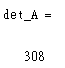 det_A =
308